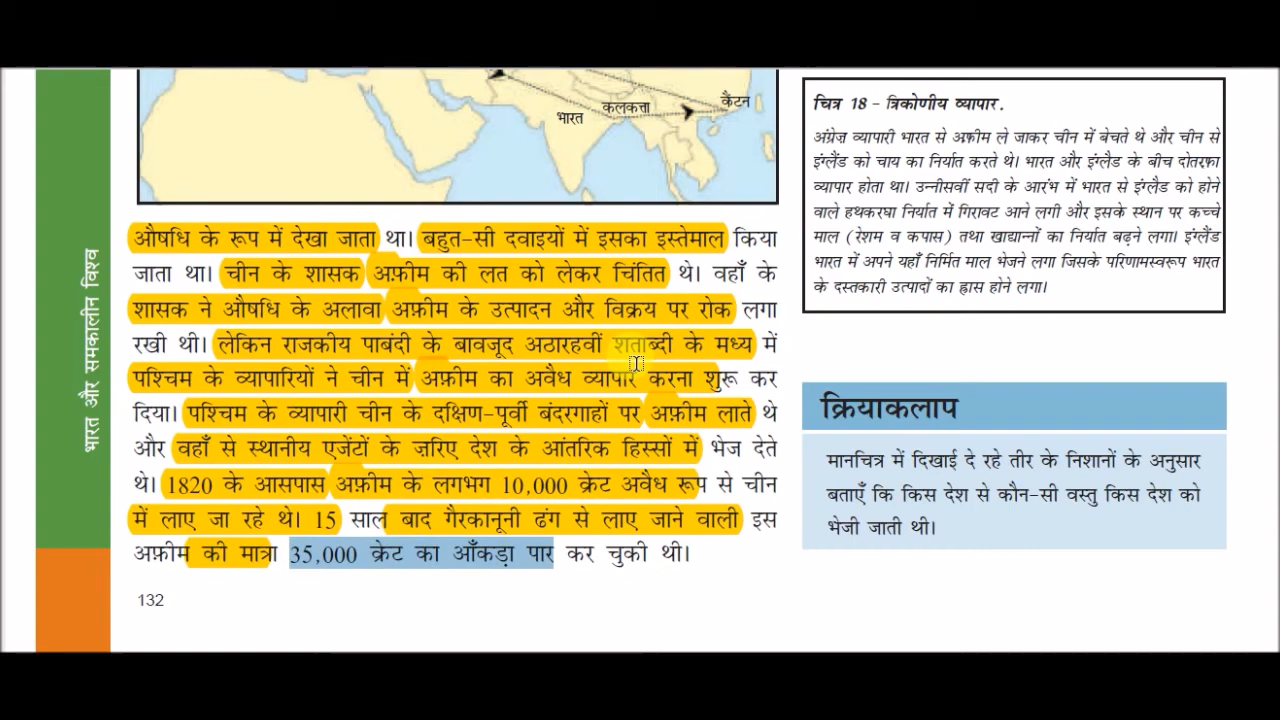 कैंटन
कलकत्ता
भारत
चित्र 18 - त्रिकोणीय व्यापार.
अंग्रेज़ व्यापारी भारत से अफ़ीम ले जाकर चीन में बेचते थे और चीन से
इंग्लैंड को चाय का निर्यात करते थे। भारत और इंग्लैड के बीच दोतरफ़ा
व्यापार होता था। उन्नीसवीं सदी के आरंभ में भारत से इंग्लैड को होने
वाले हथकरघा निर्यात में गिरावट आने लगी और इसके स्थान पर कच्चे
माल (रेशम व कपास) तथा खाद्यान्नों का निर्यात बढ़ने लगा। इंग्लैंड
भारत में अपने यहाँ निर्मित माल भेजने लगा जिसके परिणामस्वरूप भारत
के दस्तकारी उत्पादों का ह्रास होने लगा।
औषधि के रूप में देखा जाता था। बहुत-सी दवाइयों में इसका इस्तेमाल किया
जाता था। चीन के शासक अफ़ीम की लत को लेकर चिंतित थे। वहाँ के
शासक ने औषधि के अलावा अफ़ीम के उत्पादन और विक्रय पर रोक लगा
रखी थी। लेकिन राजकीय पाबंदी के बावजूद अठारहवीं शताब्दी के मध्य में
पश्चिम के व्यापारियों ने चीन में अफ़ीम का अवैध व्यापार करना शुरू कर
दिया। पश्चिम के व्यापारी चीन के दक्षिण-पूर्वी बंदरगाहों पर अफ़ीम लाते थे
और वहाँ से स्थानीय एजेंटों के ज़रिए देश के आंतरिक हिस्सों में भेज देते
थे। 1820 के आसपास अफ़ीम के लगभग 10,000 क्रेट अवैध रूप से चीन
में लाए जा रहे थे। 15 साल बाद गैरकानूनी ढंग से लाए जाने वाली इस
अफ़ीम की मात्रा 35,000 क्रेट का आँकड़ा पार कर चुकी थी।
क्रियाकलाप
मानचित्र में दिखाई दे रहे तीर के निशानों के अनुसार
बताएँ कि किस देश से कौन-सी वस्तु किस देश को
भेजी जाती थी।
भारत और समकालीन विश्व
132